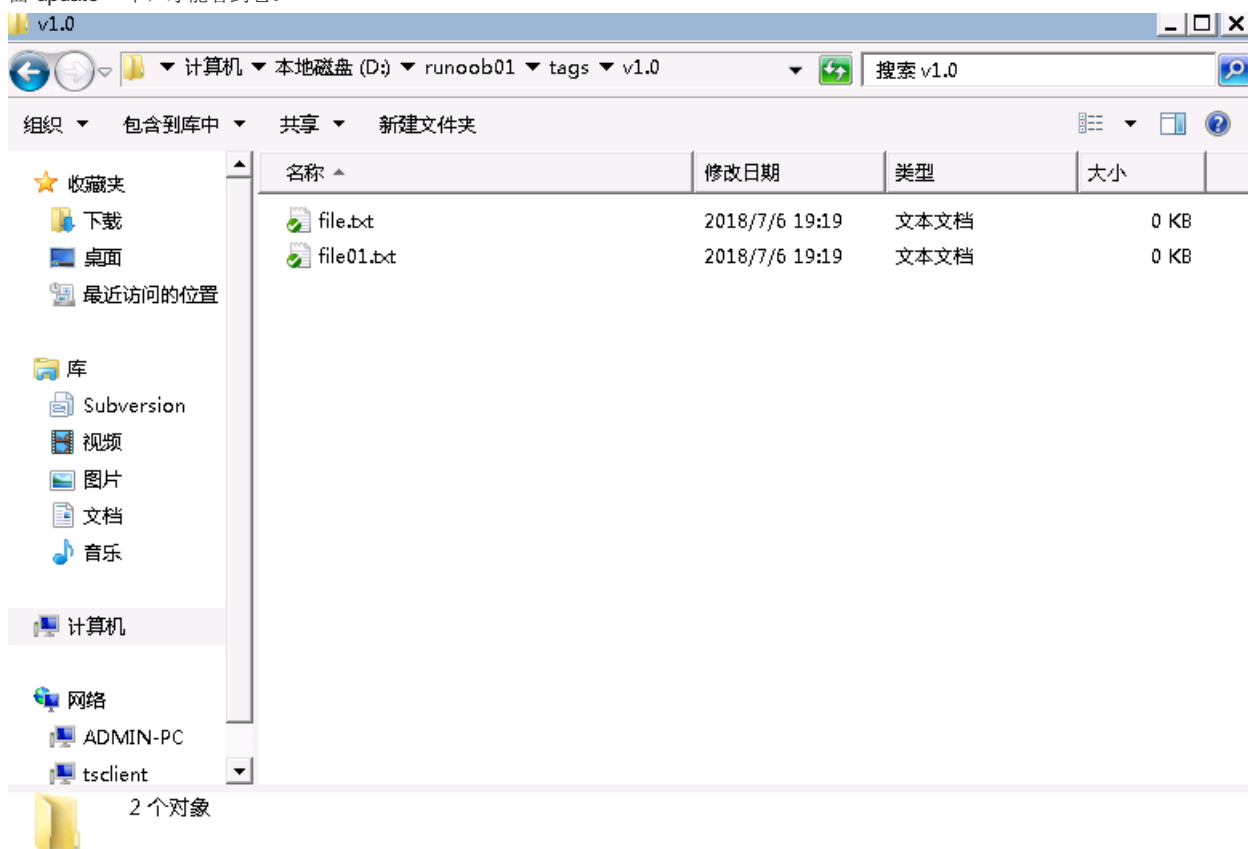 update
v1.0
计算机 本地磁盘 (D:) runoob01 tags v1.0
搜索 v1.0
组织 包含到库中 共享 新建文件夹
名称 修改日期 类型 大小
file.txt 2018/7/6 19:19 文本文档 0 KB
file01.txt 2018/7/6 19:19 文本文档 0 KB
收藏夹
下载
桌面
最近访问的位置
库
Subversion
视频
图片
文档
音乐
计算机
网络
ADMIN-PC
tsclient
2 个对象